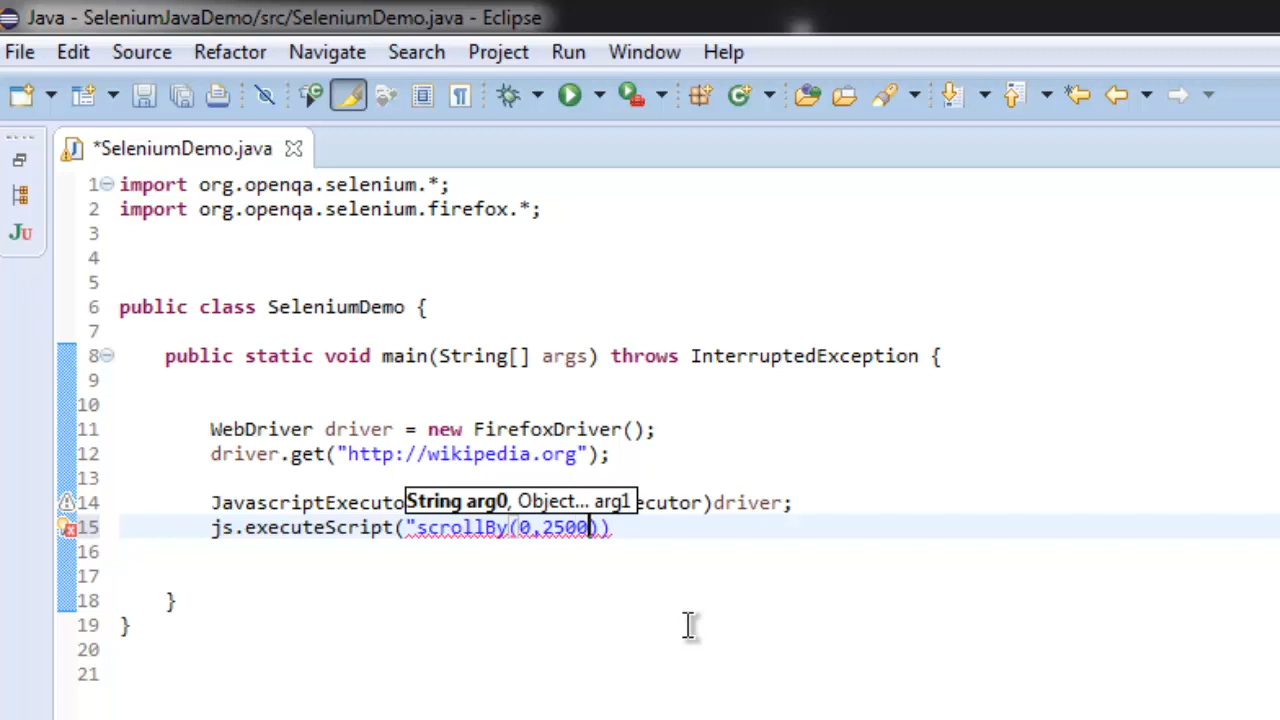 Java - SeleniumJavaDemo/src/SeleniumDemo.java - Eclipse
File Edit Source Refactor Navigate Search Project Run Window Help
*SeleniumDemo.java
1 import org.openqa.selenium.*;
2 import org.openqa.selenium.firefox.*;
3
4
5
6 public class SeleniumDemo {
7
8 public static void main(String[] args) throws InterruptedException {
9
10
11 WebDriver driver = new FirefoxDriver();
12 driver.get("http://wikipedia.org");
13
String arg0, Object... arg1
14 JavascriptExecuto ecutor)driver;
15 js.executeScript("scrollBy(0,2500))
16
17
18 }
19 }
20
21
JU